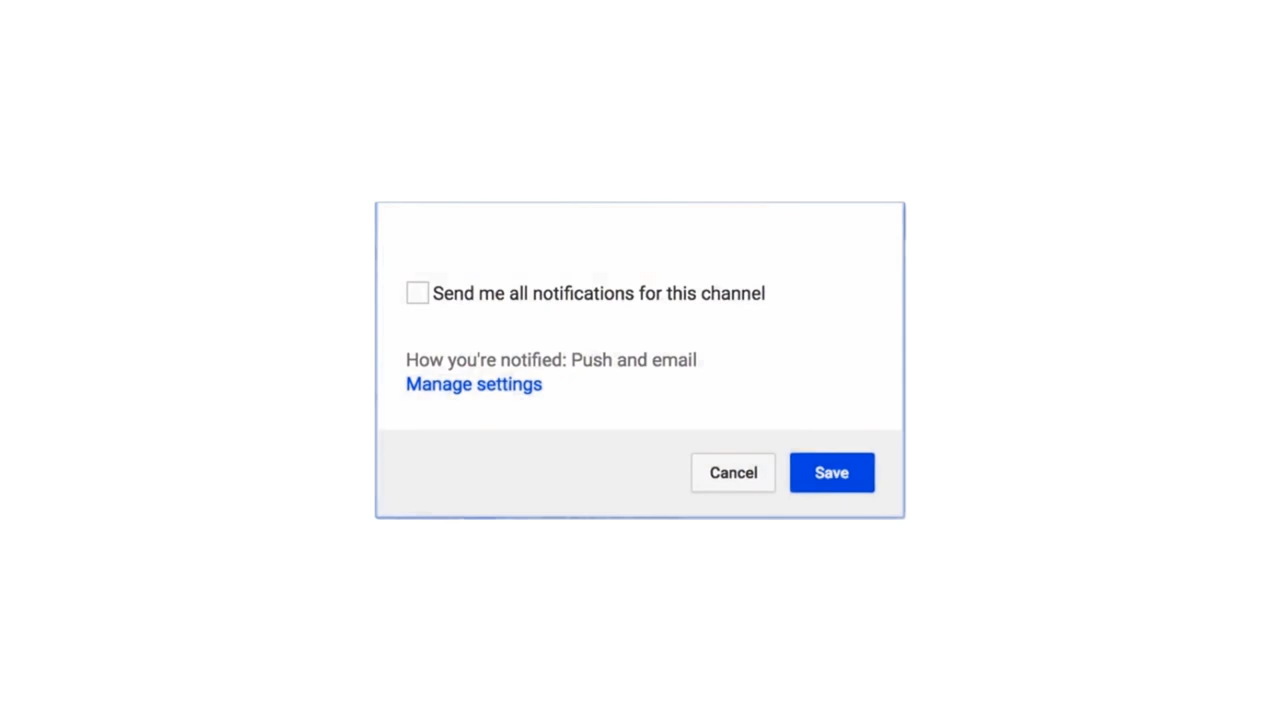 Send me all notifications for this channel
How you're notified: Push and email
Manage settings
Cancel
Save